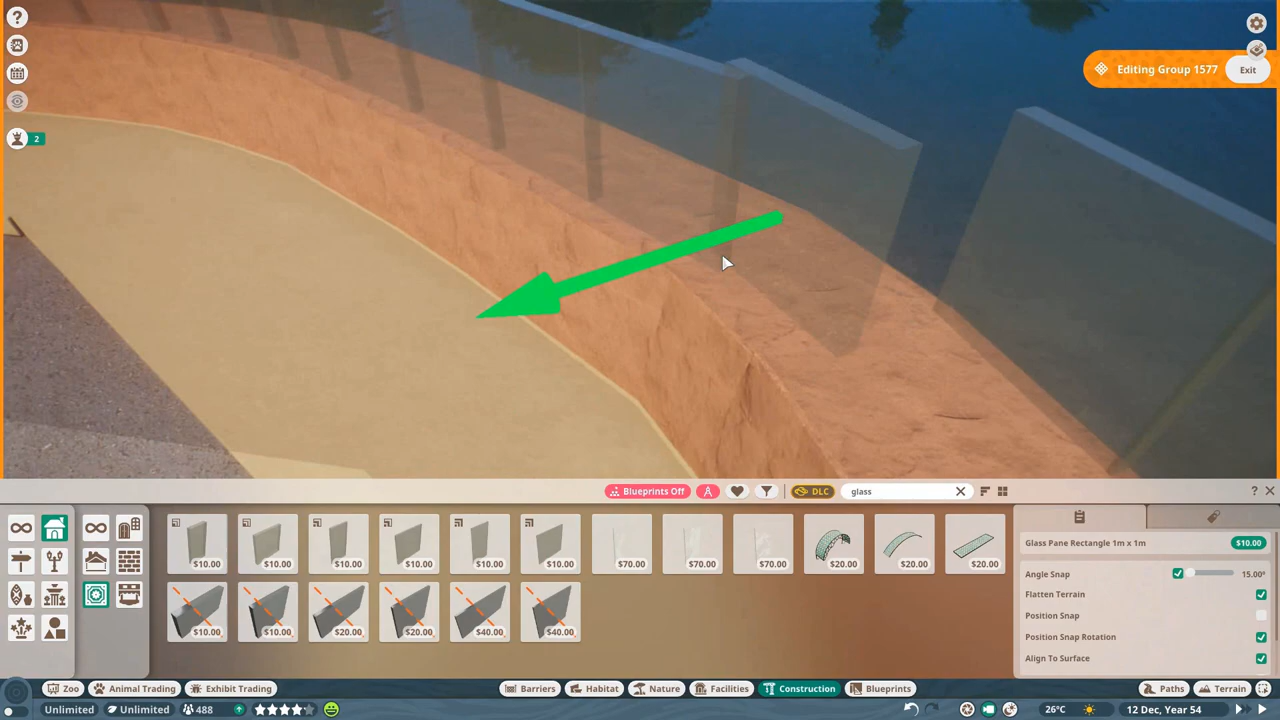 ?
2
Editing Group 1577
Exit
Blueprints Off
DLC
glass
?
$10.00
$10.00
$10.00
$10.00
$10.00
$10.00
$70.00
$70.00
$70.00
$20.00
$20.00
$20.00
$10.00
$10.00
$20.00
$20.00
$40.00
$40.00
Glass Pane Rectangle 1m x 1m
$10.00
Angle Snap
15.00°
Flatten Terrain
Position Snap
Position Snap Rotation
Align To Surface
Zoo
Animal Trading
Exhibit Trading
Barriers
Habitat
Nature
Facilities
Construction
Blueprints
Paths
Terrain
Unlimited
Unlimited
488
26°C
12 Dec, Year 54